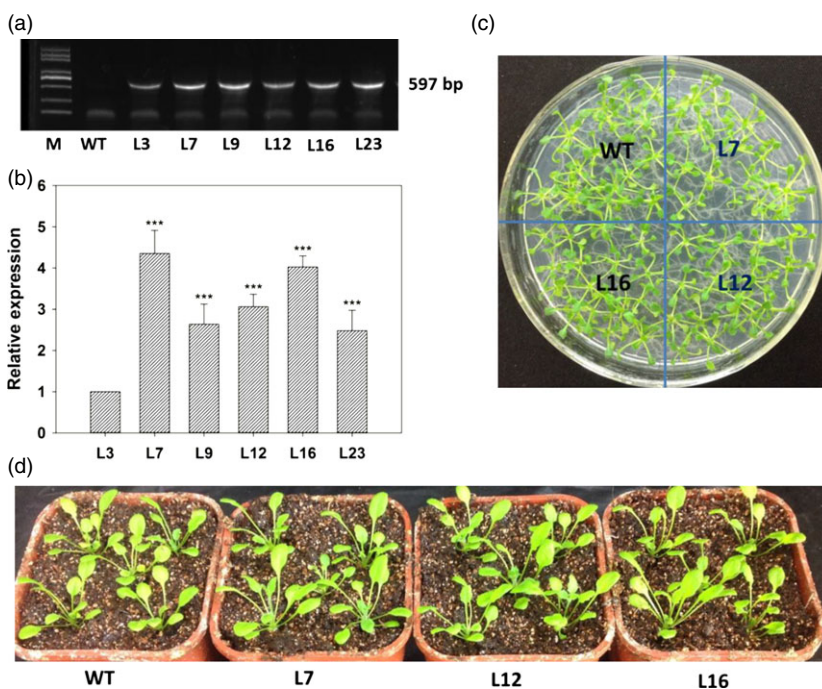 (a)
597 bp
M WT L3 L7 L9 L12 L16 L23
(b)
Relative expression
6
5
4
3
2
1
0
***
***
***
***
***
L3 L7 L9 L12 L16 L23
(c)
WT L7
L16 L12
(d)
WT L7 L12 L16